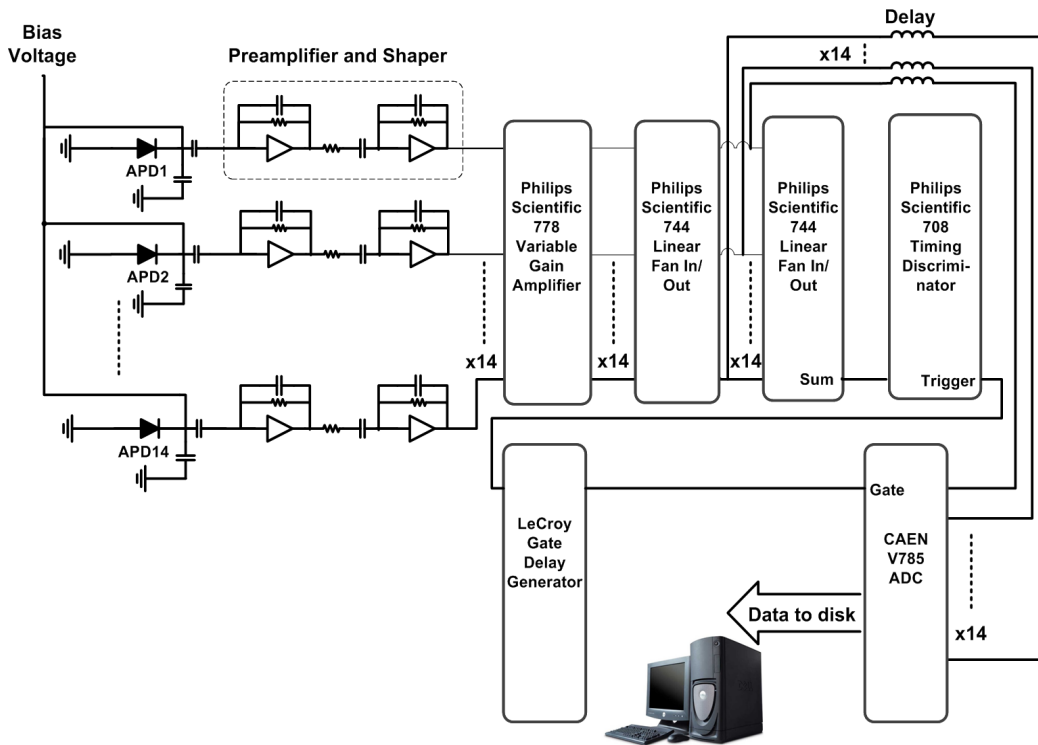 Bias
Voltage
Preamplifier and Shaper
Delay
x14
APD1
APD2
APD14
x14
Philips
Scientific
778
Variable
Gain
Amplifier
x14
Philips
Scientific
744
Linear
Fan In/
Out
x14
Philips
Scientific
744
Linear
Fan In/
Out
Sum
Philips
Scientific
708
Timing
Discrimi-
nator
Trigger
LeCroy
Gate
Delay
Generator
Gate
CAEN
V785
ADC
x14
Data to disk